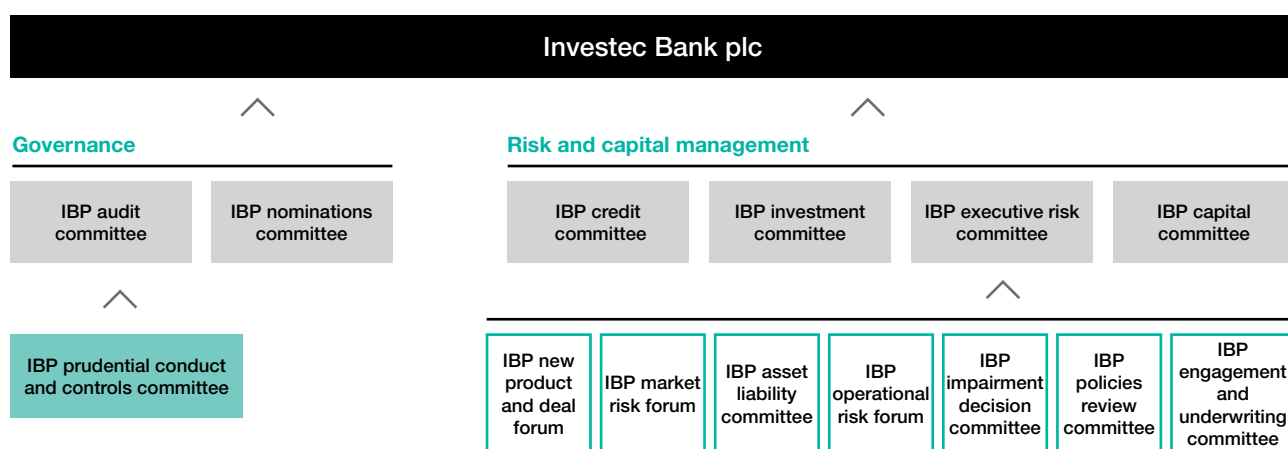 Investec Bank plc
Governance
Risk and capital management
IBP audit
committee
IBP nominations
committee
IBP credit
committee
IBP investment
committee
IBP executive risk
committee
IBP capital
committee
IBP prudential conduct
and controls committee
IBP new
product
and deal
forum
IBP market
risk forum
IBP asset
liability
committee
IBP
operational
risk forum
IBP
impairment
decision
committee
IBP
policies
review
committee
IBP
engagement
and
underwriting
committee